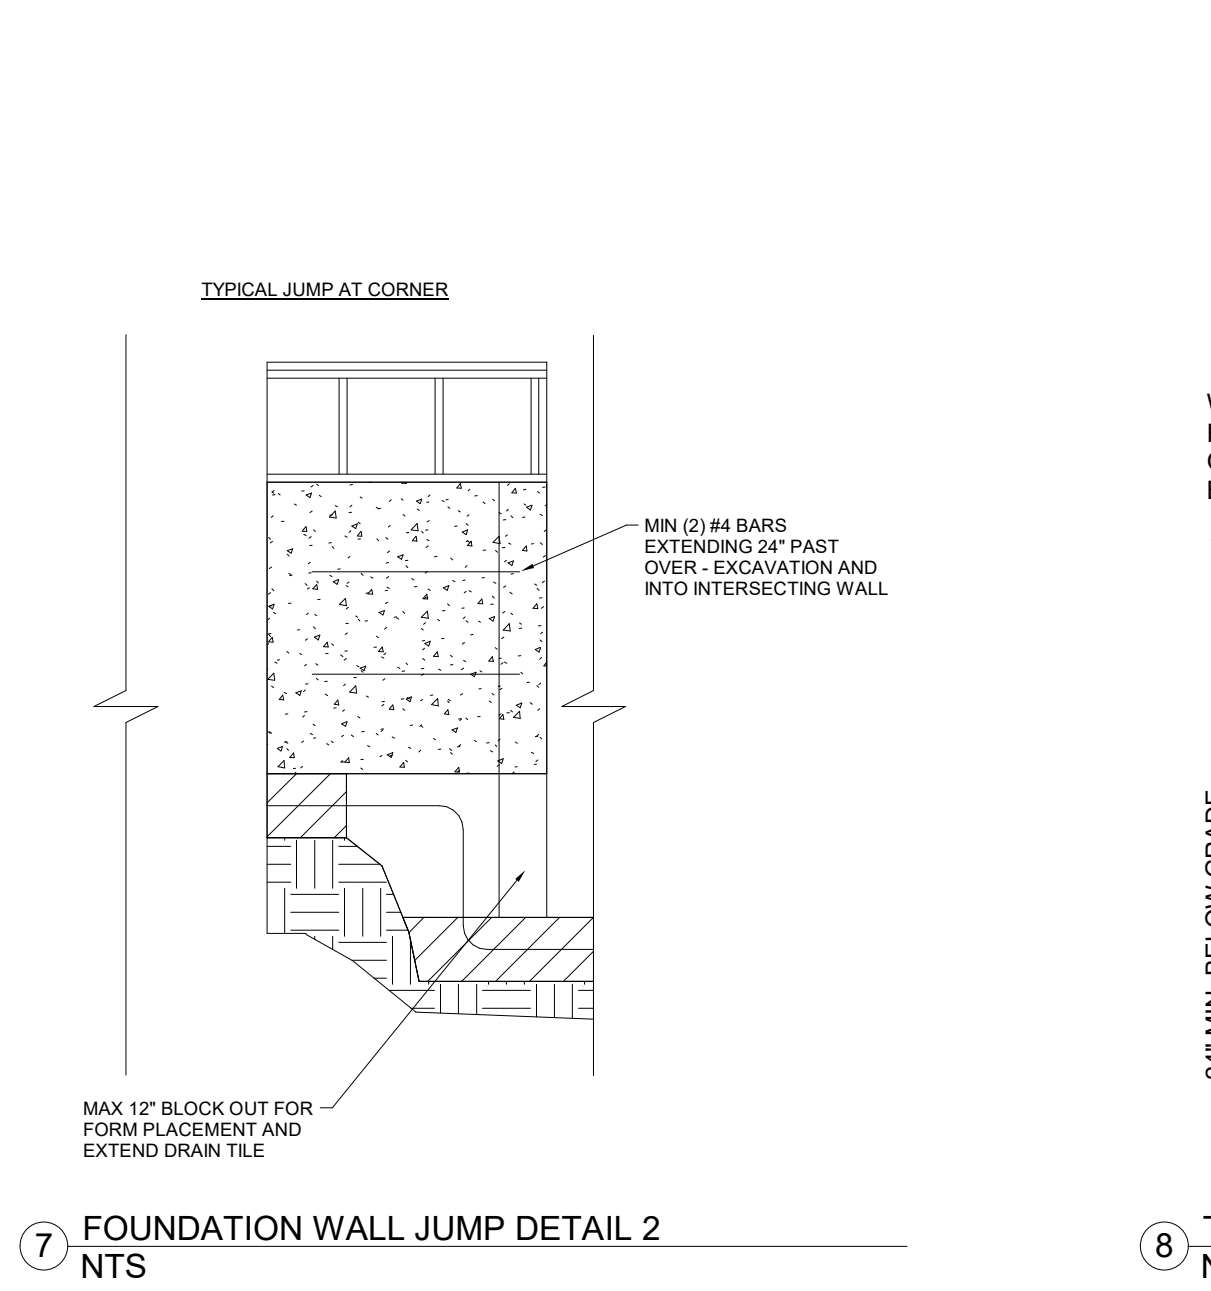 TYPICAL JUMP AT CORNER
MIN (2) #4 BARS
EXTENDING 24" PAST
OVER - EXCAVATION AND
INTO INTERSECTING WALL
MAX 12" BLOCK OUT FOR
FORM PLACEMENT AND
EXTEND DRAIN TILE
7
FOUNDATION WALL JUMP DETAIL 2
NTS
8